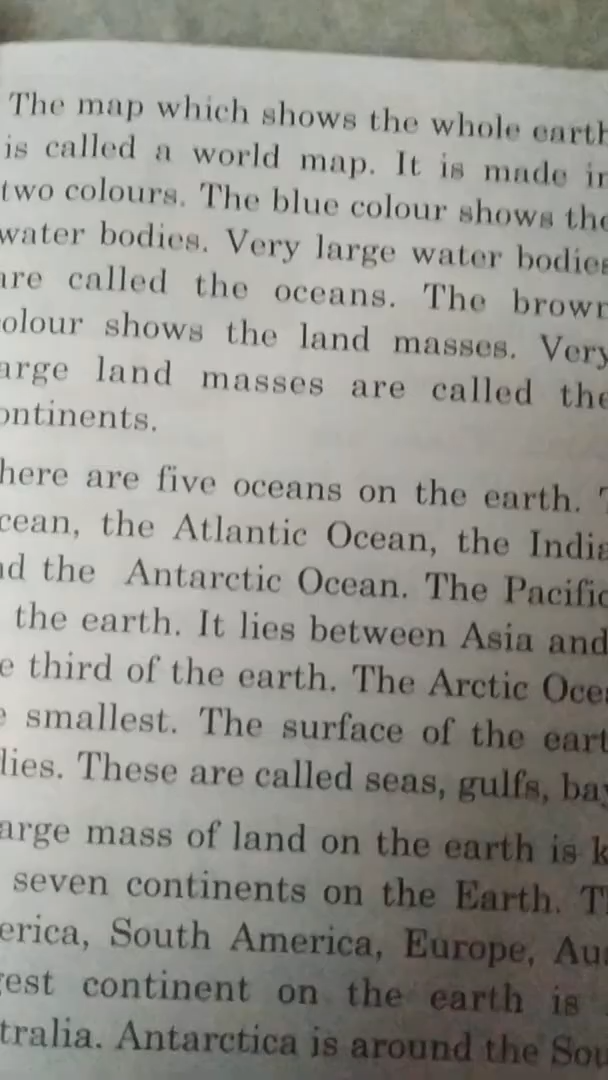 The map which shows the whole earth
is called a world map. It is made in
two colours. The blue colour shows the
water bodies. Very large water bodies
are called the oceans. The brown
colour shows the land masses. Very
large land masses are called the
continents.
here are five oceans on the earth.
cean, the Atlantic Ocean, the India
nd the Antarctic Ocean. The Pacific
the earth. It lies between Asia and
e third of the earth. The Arctic Ocea
e smallest. The surface of the eart
lies. These are called seas, gulfs, bay
arge mass of land on the earth is k
seven continents on the Earth. Th
erica, South America, Europe, Aus
gest continent on the earth is
tralia. Antarctica is around the Sou